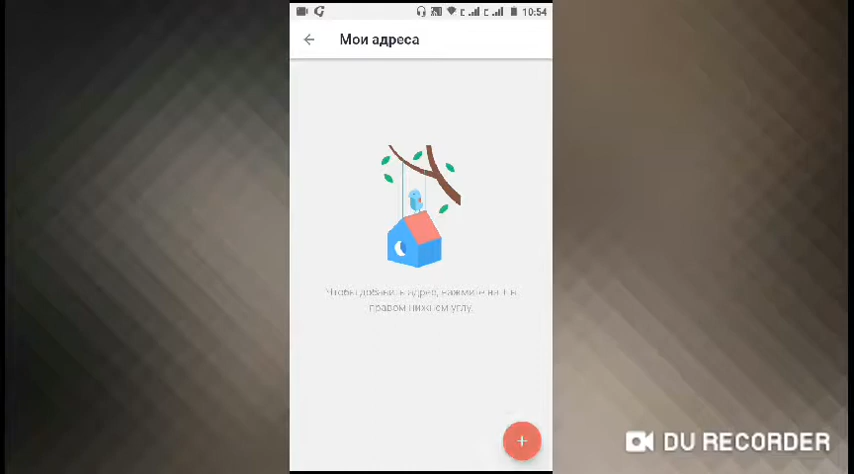 10:54
Мои адреса
Чтобы добавить адрес, нажмите на + в
правом нижнем углу.
DU RECORDER